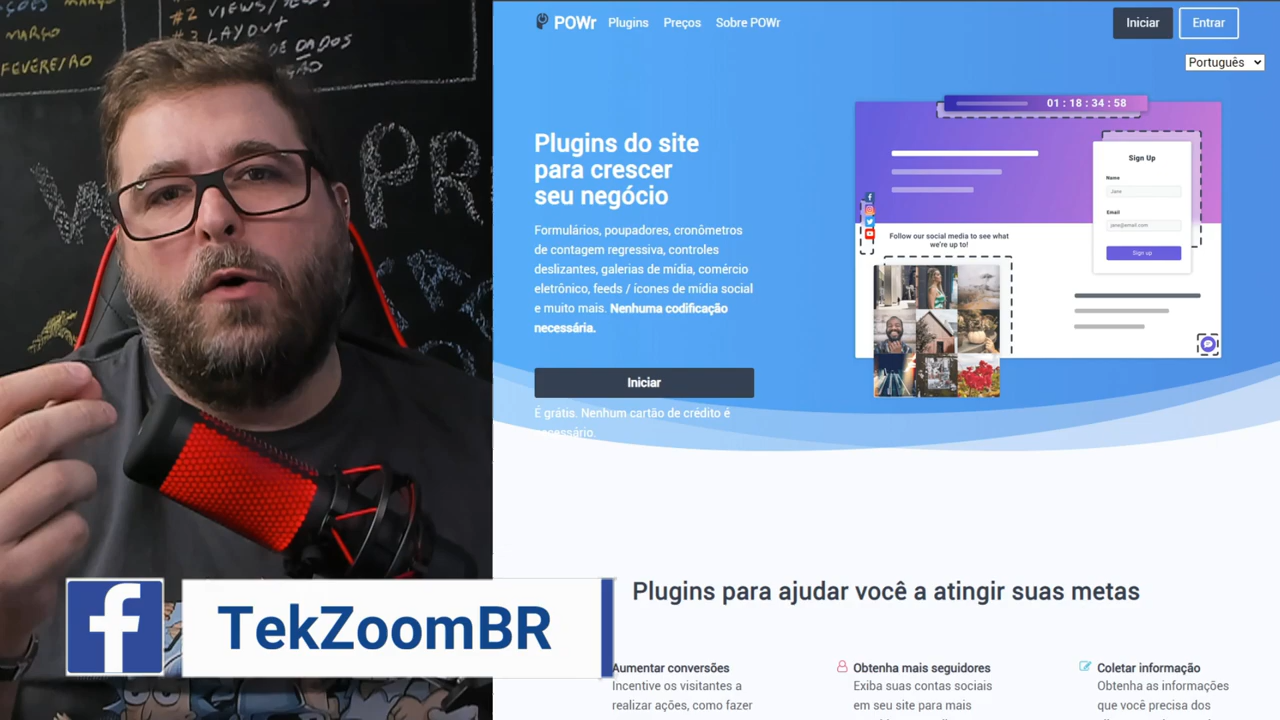 #2 VIEWS/
#3 LAYOUT
DE DADOS
MARÇO
FEVEREIRO
PR
POWr
Plugins
Preços
Sobre POWr
Iniciar
Entrar
Português
Plugins do site
para crescer
seu negócio
Formulários, poupadores, cronômetros
de contagem regressiva, controles
deslizantes, galerias de mídia, comércio
eletrônico, feeds / ícones de mídia social
e muito mais. Nenhuma codificação
necessária.
Iniciar
É grátis. Nenhum cartão de crédito é
necessário.
01 : 18 : 34 : 58
Sign Up
Name
Jane
Email
jane@email.com
Sign up
Follow our social media to see what
we're up to!
Plugins para ajudar você a atingir suas metas
Aumentar conversões
Incentive os visitantes a
realizar ações, como fazer
Obtenha mais seguidores
Exiba suas contas sociais
em seu site para mais
Coletar informação
Obtenha as informações
que você precisa dos
f
TekZoomBR